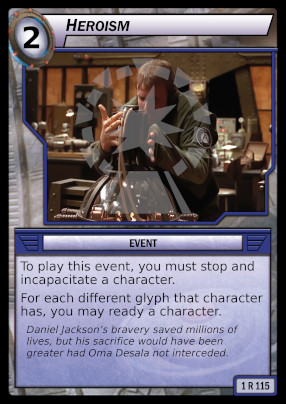 2
HEROISM
EVENT
To play this event, you must stop and
incapacitate a character.
For each different glyph that character
has, you may ready a character.
Daniel Jackson's bravery saved millions of
lives, but his sacrifice would have been
greater had Oma Desala not interceded.
1 R 115